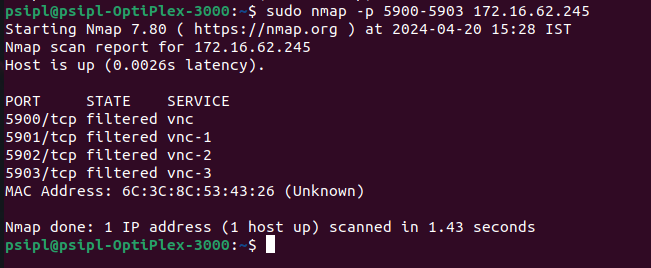 psipl@psipl-OptiPlex-3000:~$ sudo nmap -p 5900-5903 172.16.62.245
Starting Nmap 7.80 ( https://nmap.org ) at 2024-04-20 15:28 IST
Nmap scan report for 172.16.62.245
Host is up (0.0026s latency).

PORT     STATE    SERVICE
5900/tcp filtered vnc
5901/tcp filtered vnc-1
5902/tcp filtered vnc-2
5903/tcp filtered vnc-3
MAC Address: 6C:3C:8C:53:43:26 (Unknown)

Nmap done: 1 IP address (1 host up) scanned in 1.43 seconds
psipl@psipl-OptiPlex-3000:~$